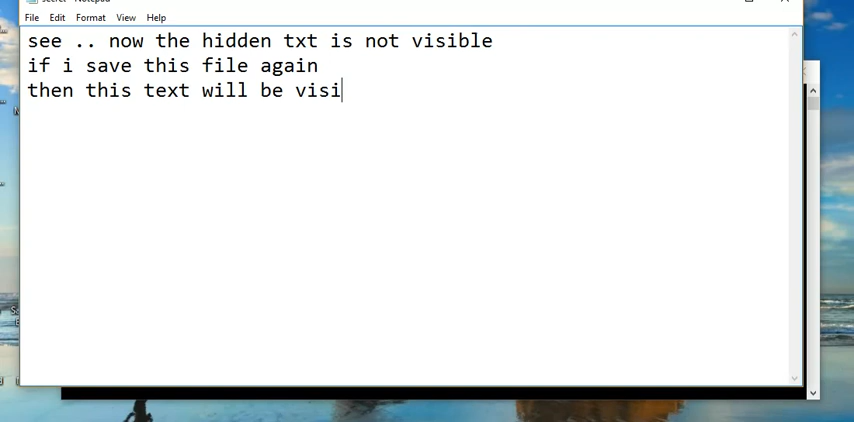 File Edit Format View Help
see .. now the hidden txt is not visible
if i save this file again
then this text will be visi